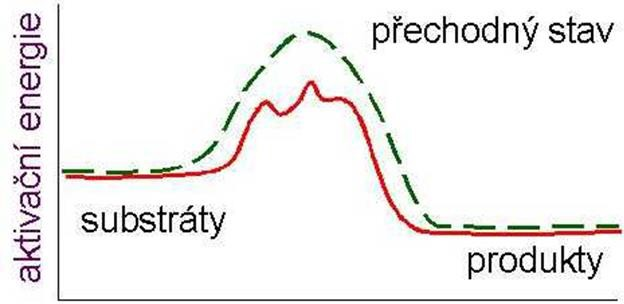 přechodný stav
aktivační energie
substráty
produkty